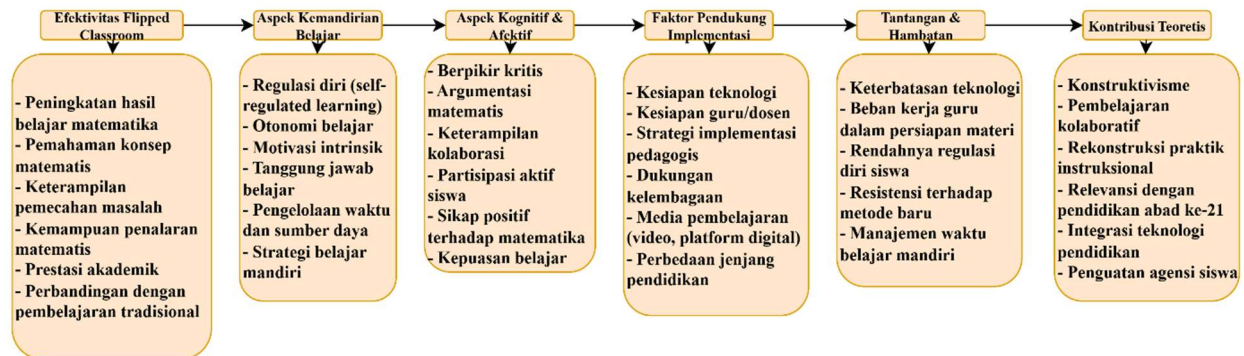 Efektivitas Flipped
Classroom
- Peningkatan hasil
belajar matematika
- Pemahaman konsep
matematis
- Keterampilan
pemecahan masalah
- Kemampuan penalaran
matematis
- Prestasi akademik
- Perbandingan dengan
pembelajaran tradisional
Aspek Kemandirian
Belajar
- Regulasi diri (self-
regulated learning)
- Otonomi belajar
- Motivasi intrinsik
- Tanggung jawab
belajar
- Pengelolaan waktu
dan sumber daya
- Strategi belajar
mandiri
Aspek Kognitif &
Afektif
- Berpikir kritis
- Argumentasi
matematis
- Keterampilan
kolaborasi
- Partisipasi aktif
siswa
- Sikap positif
terhadap matematika
- Kepuasan belajar
Faktor Pendukung
Implementasi
- Kesiapan teknologi
- Kesiapan guru/dosen
- Strategi implementasi
pedagogis
- Dukungan
kelembagaan
- Media pembelajaran
(video, platform digital)
- Perbedaan jenjang
pendidikan
Tantangan &
Hambatan
- Keterbatasan teknologi
- Beban kerja guru
dalam persiapan materi
- Rendahnya regulasi
diri siswa
- Resistensi terhadap
metode baru
- Manajemen waktu
belajar mandiri
Kontribusi Teoretis
- Konstruktivisme
- Pembelajaran
kolaboratif
- Rekonstruksi praktik
instruksional
- Relevansi dengan
pendidikan abad ke-21
- Integrasi teknologi
pendidikan
- Penguatan agensi siswa